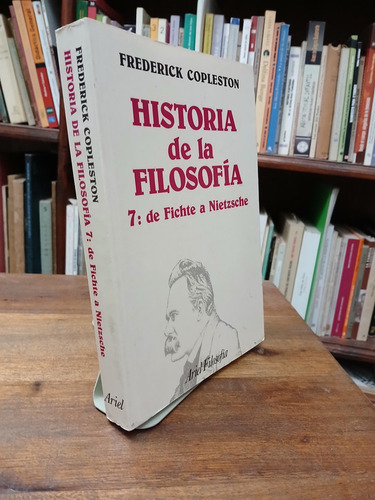 FREDERICK COPLESTON
HISTORIA
de la
FILOSOFÍA
7: de Fichte a Nietzsche
Ariel Filosofía
FREDERICK COPLESTON
HISTORIA DE LA FILOSOFÍA 7: de Fichte a Nietzsche
Ariel